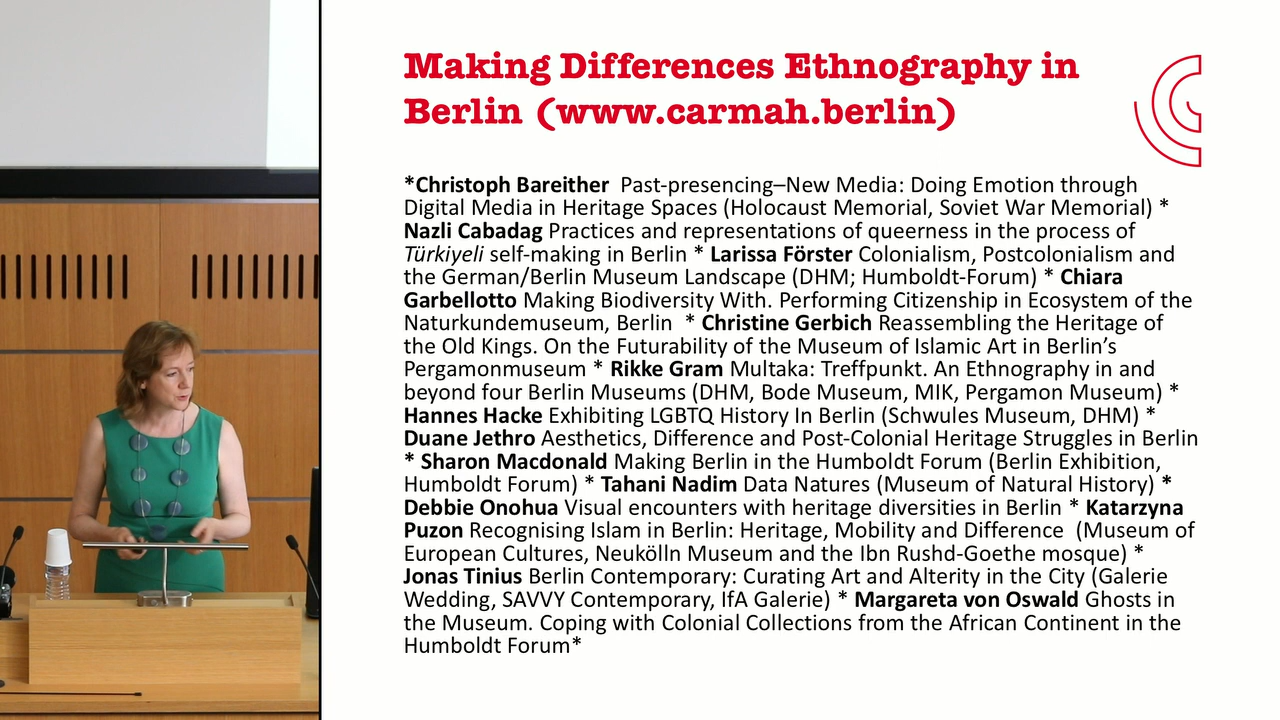 Making Differences Ethnography in
Berlin (www.carmah.berlin)
*Christoph Bareither  Past-presencing–New Media: Doing Emotion through
Digital Media in Heritage Spaces (Holocaust Memorial, Soviet War Memorial) *
Nazli Cabadag Practices and representations of queerness in the process of
Türkiyeli self-making in Berlin * Larissa Förster Colonialism, Postcolonialism and
the German/Berlin Museum Landscape (DHM; Humboldt-Forum) * Chiara
Garbellotto Making Biodiversity With. Performing Citizenship in Ecosystem of the
Naturkundemuseum, Berlin  * Christine Gerbich Reassembling the Heritage of
the Old Kings. On the Futurability of the Museum of Islamic Art in Berlin’s
Pergamonmuseum * Rikke Gram Multaka: Treffpunkt. An Ethnography in and
beyond four Berlin Museums (DHM, Bode Museum, MIK, Pergamon Museum) *
Hannes Hacke Exhibiting LGBTQ History In Berlin (Schwules Museum, DHM) *
Duane Jethro Aesthetics, Difference and Post-Colonial Heritage Struggles in Berlin
* Sharon Macdonald Making Berlin in the Humboldt Forum (Berlin Exhibition,
Humboldt Forum) * Tahani Nadim Data Natures (Museum of Natural History) *
Debbie Onohua Visual encounters with heritage diversities in Berlin * Katarzyna
Puzon Recognising Islam in Berlin: Heritage, Mobility and Difference  (Museum of
European Cultures, Neukölln Museum and the Ibn Rushd-Goethe mosque) *
Jonas Tinius Berlin Contemporary: Curating Art and Alterity in the City (Galerie
Wedding, SAVVY Contemporary, IfA Galerie) * Margareta von Oswald Ghosts in
the Museum. Coping with Colonial Collections from the African Continent in the
Humboldt Forum*